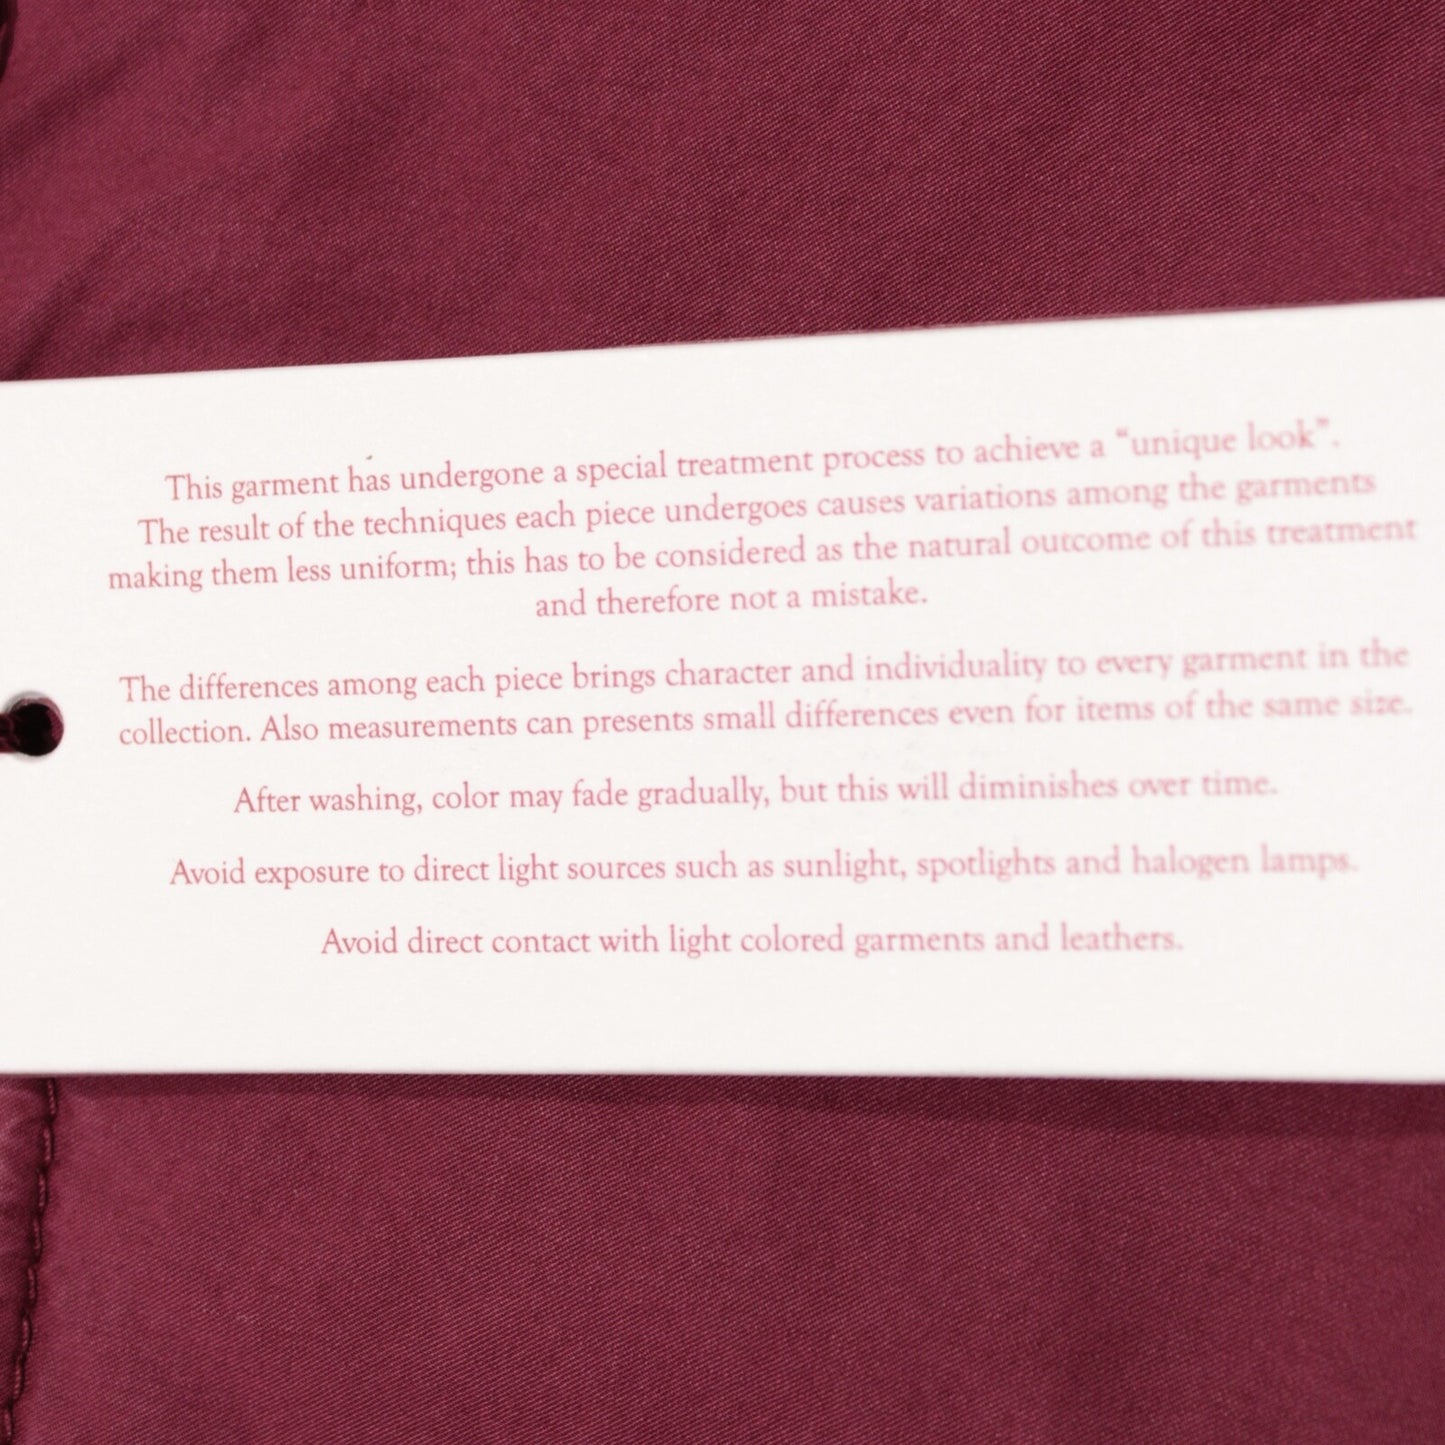 This garment has undergone a special treatment process to achieve a “unique look”.
The result of the techniques each piece undergoes causes variations among the garments
making them less uniform; this has to be considered as the natural outcome of this treatment
and therefore not a mistake.
The differences among each piece brings character and individuality to every garment in the
collection. Also measurements can presents small differences even for items of the same size.
After washing, color may fade gradually, but this will diminishes over time.
Avoid exposure to direct light sources such as sunlight, spotlights and halogen lamps.
Avoid direct contact with light colored garments and leathers.